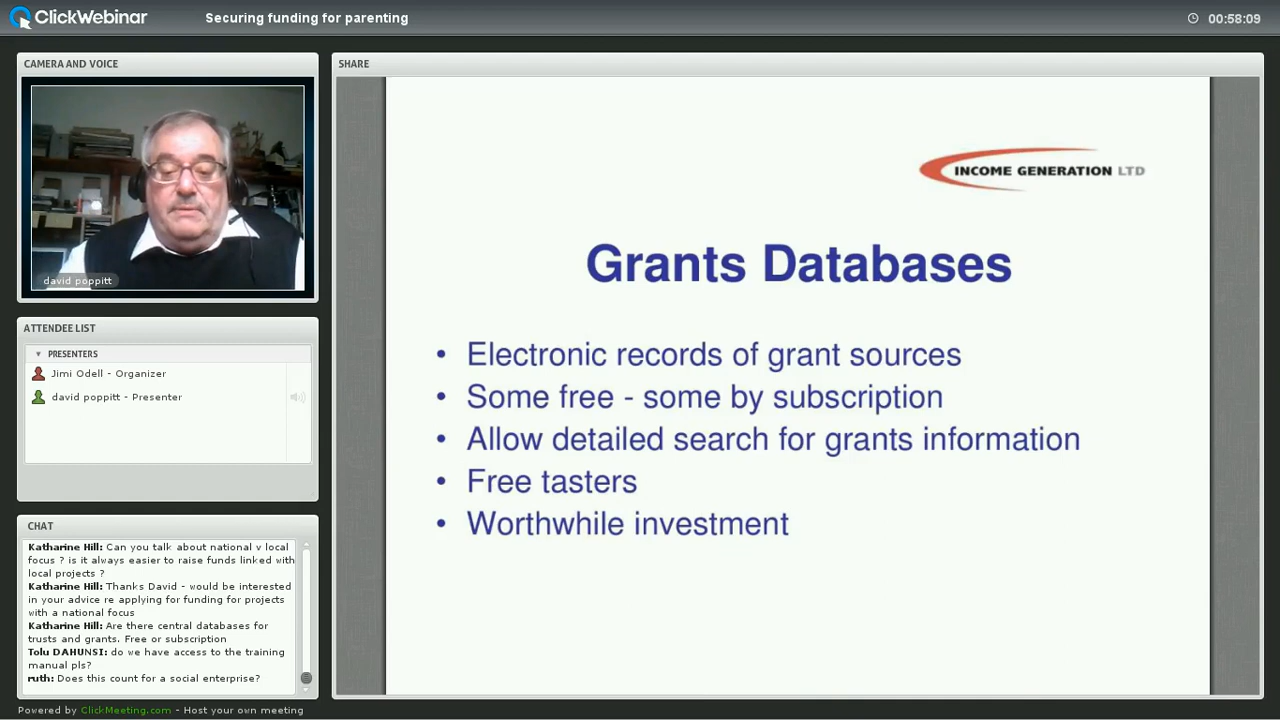 ClickWebinar
Securing funding for parenting
00:58:09
CAMERA AND VOICE
david poppitt
ATTENDEE LIST
PRESENTERS
Jimi Odell - Organizer
david poppitt - Presenter
CHAT
Katharine Hill: Can you talk about national v local
focus ? is it always easier to raise funds linked with
local projects ?
Katharine Hill: Thanks David - would be interested
in your advice re applying for funding for projects
with a national focus
Katharine Hill: Are there central databases for
trusts and grants. Free or subscription
Tolu DAHUNSI: do we have access to the training
manual pls?
ruth: Does this count for a social enterprise?
SHARE
INCOME GENERATION LTD
Grants Databases
• Electronic records of grant sources
• Some free - some by subscription
• Allow detailed search for grants information
• Free tasters
• Worthwhile investment
Powered by ClickMeeting.com - Host your own meeting